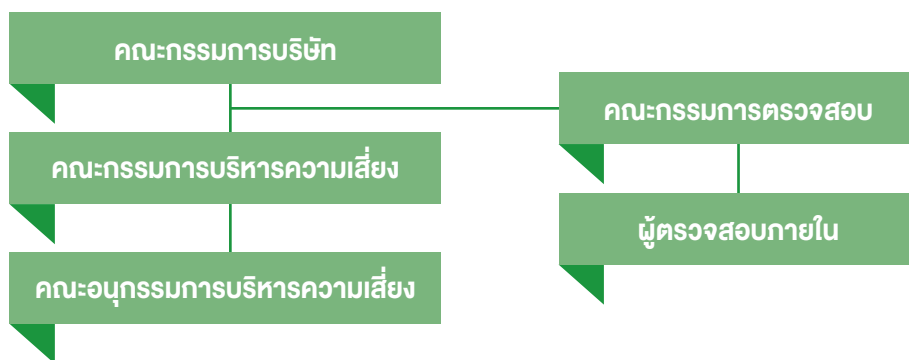 คณะกรรมการบริษัท
คณะกรรมการตรวจสอบ
คณะกรรมการบริหารความเสี่ยง
ผู้ตรวจสอบภายใน
คณะอนุกรรมการบริหารความเสี่ยง